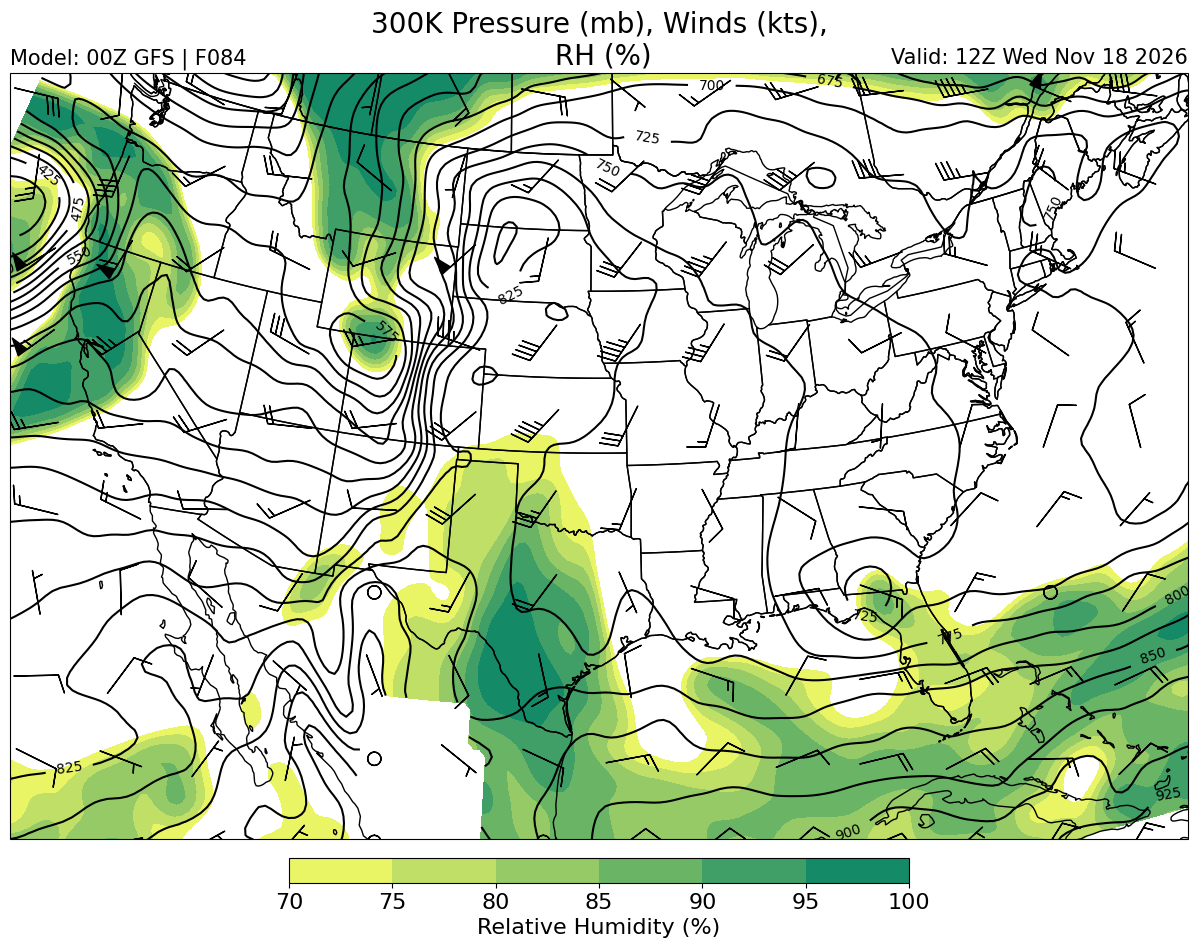 300K Pressure (mb), Winds (kts),
RH (%)
Model: 00Z GFS | F084
Valid: 12Z Wed Nov 18 2026
675
700
725
750
425
475
550
750
825
575
800
725
775
850
825
925
900
70 75 80 85 90 95 100
Relative Humidity (%)